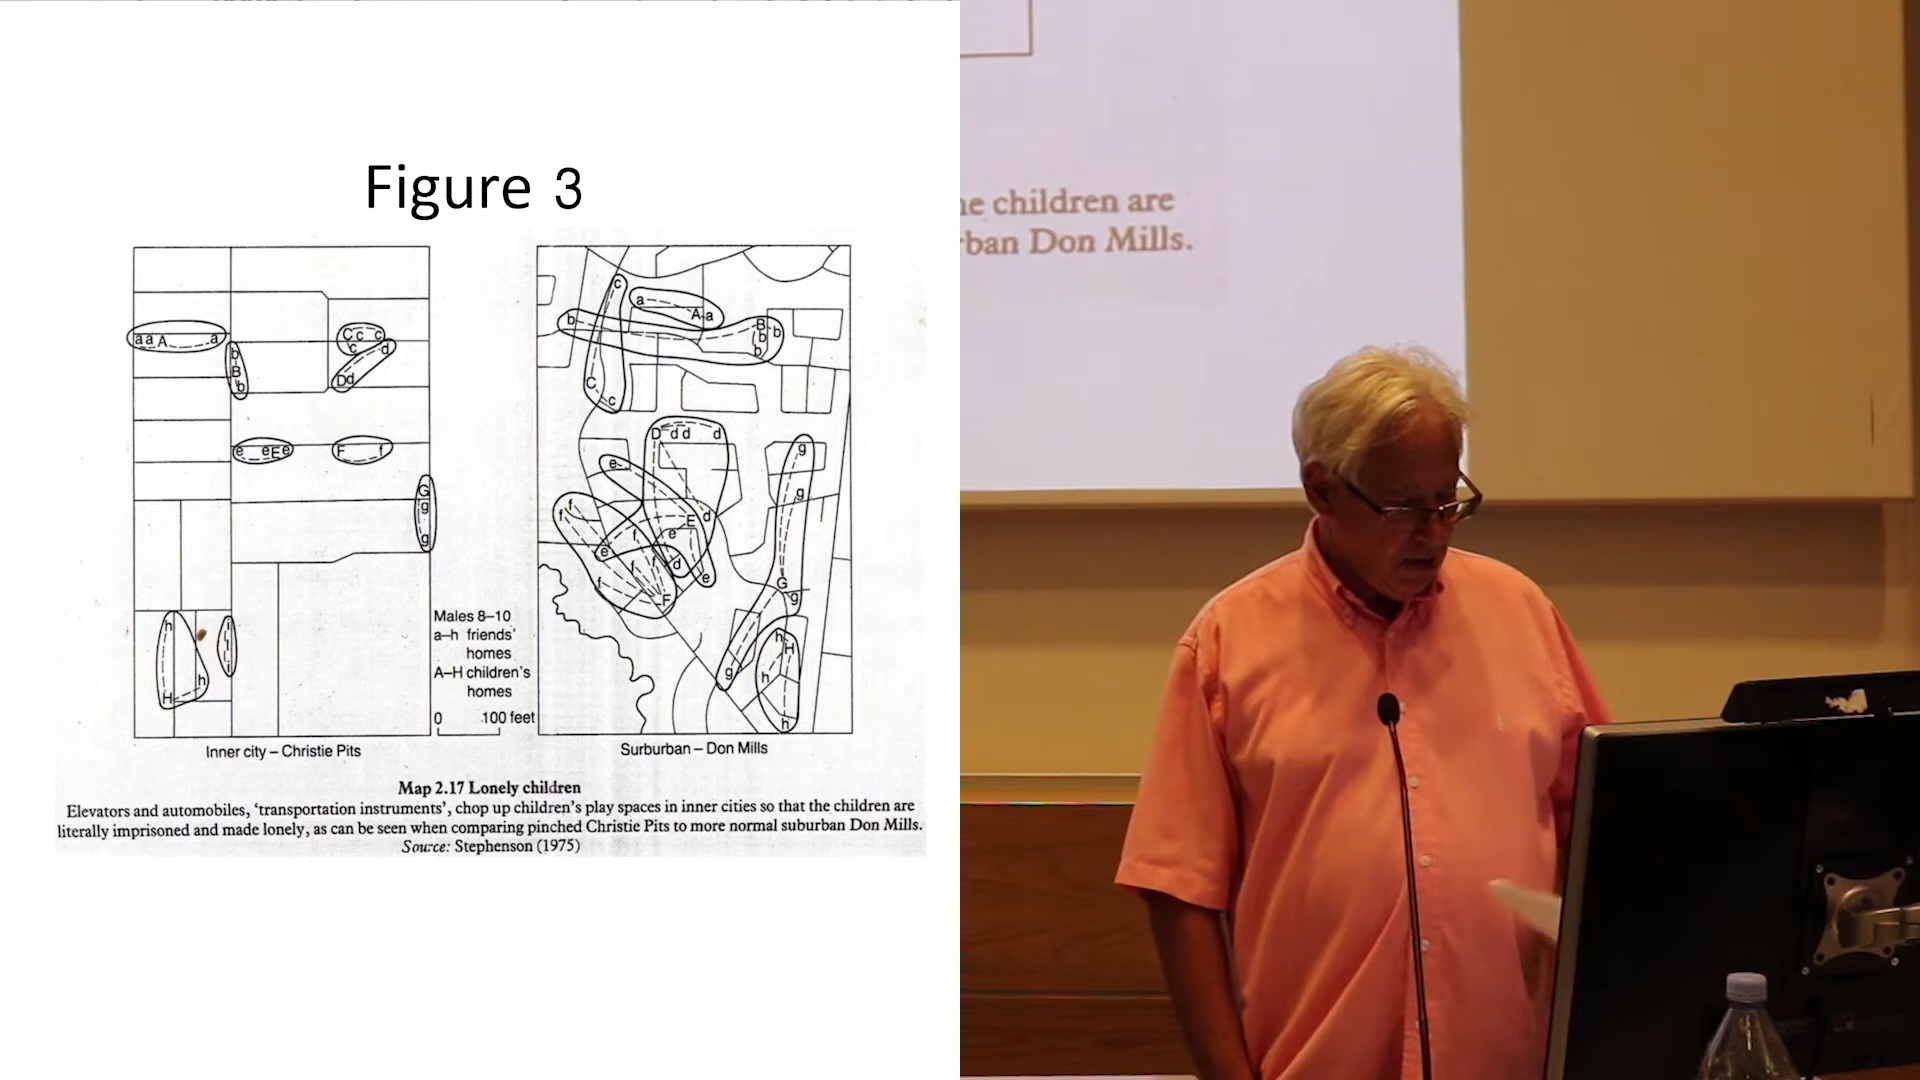 Figure 3
a a A a
b
B
b
C c c
c d
D d
e e E e
F f
G
g
g
h
h
H
c
a A a
b B b
b
b
C
c
D d d d
e
g
g
f f
f
E d
e
e
d
f
f
e
F
G
g
h
H
h
g
h
Males 8–10
a–h friends'
homes
A–H children's
homes
0 100 feet
Inner city – Christie Pits
Surburban – Don Mills
Map 2.17 Lonely children
Elevators and automobiles, 'transportation instruments', chop up children's play spaces in inner cities so that the children are
literally imprisoned and made lonely, as can be seen when comparing pinched Christie Pits to more normal suburban Don Mills.
Source: Stephenson (1975)
children are
Don Mills.